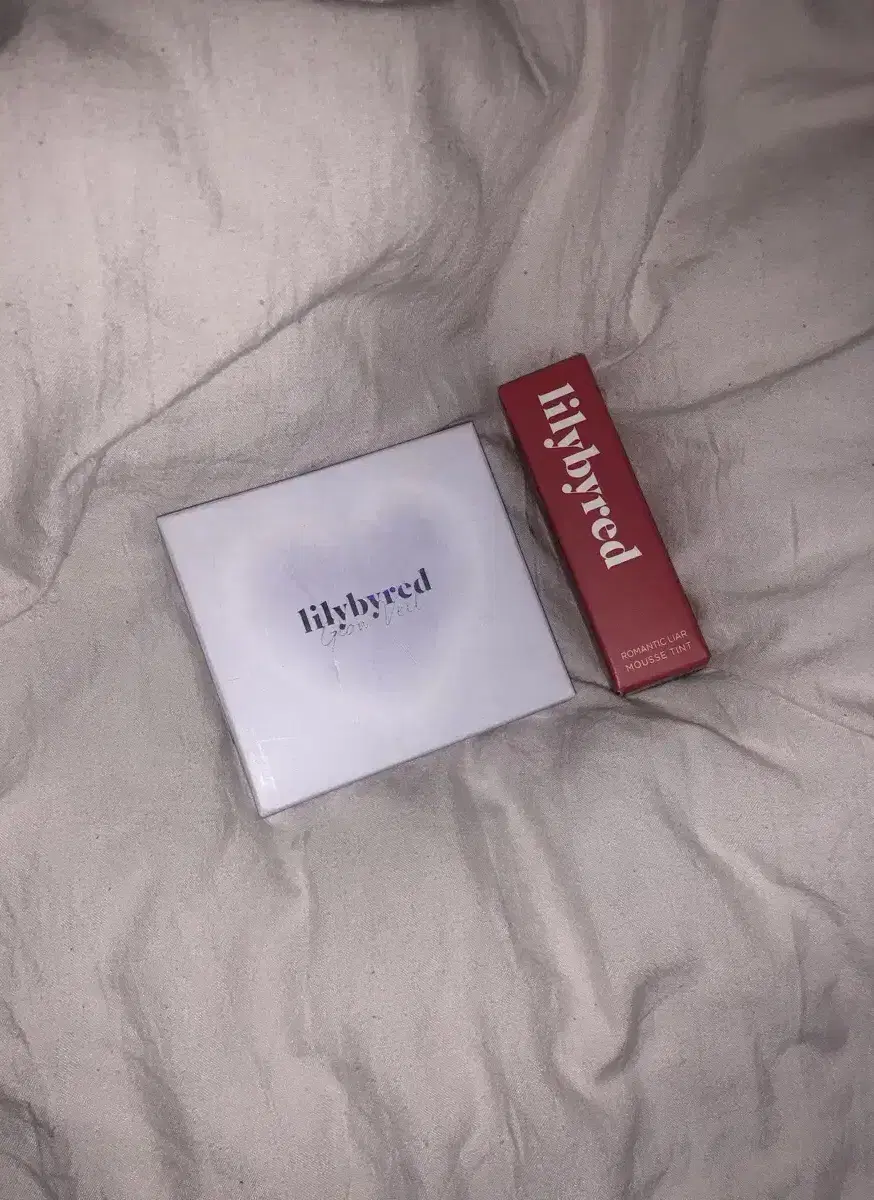 lilybyred
Glow Veil
lilybyred
ROMANTIC LIAR
MOUSSE TINT